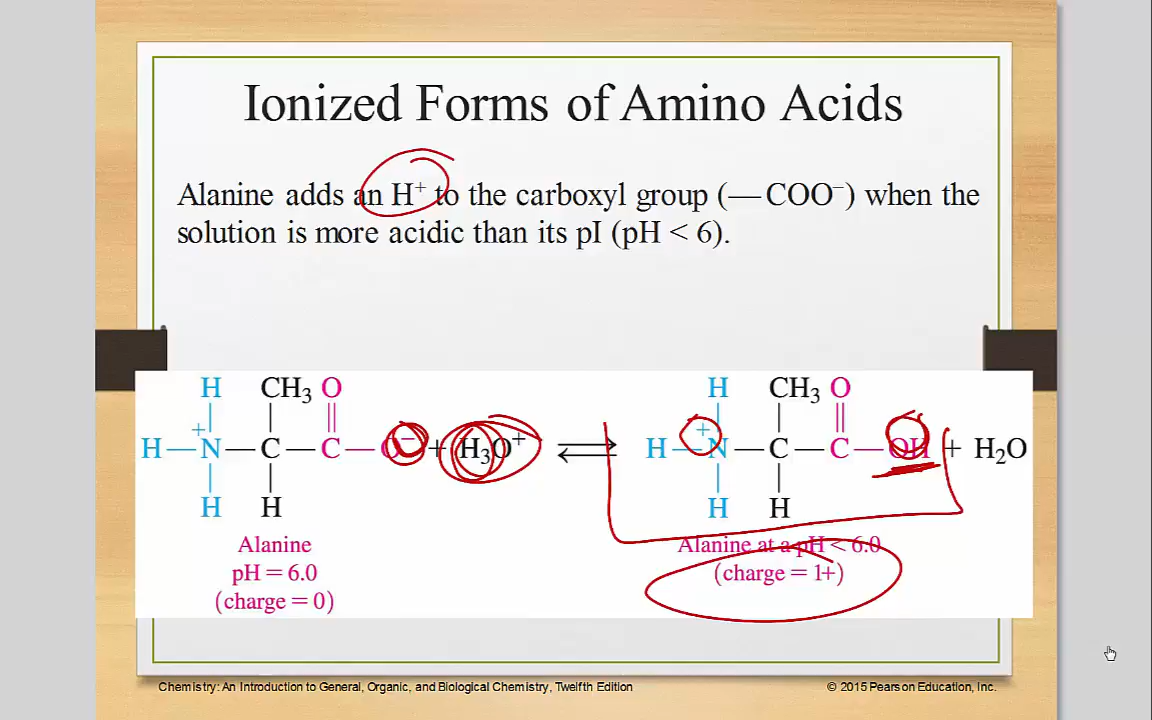 Ionized Forms of Amino Acids
Alanine adds an H⁺ to the carboxyl group (—COO⁻) when the
solution is more acidic than its pI (pH < 6).
H CH₃ O H CH₃ O
H—N⁺—C—C—O⁻ + H₃O⁺ ⇌ H—N⁺—C—C—OH + H₂O
H H H H
Alanine
pH = 6.0
(charge = 0)
Alanine at a pH < 6.0
(charge = 1+)
Chemistry: An Introduction to General, Organic, and Biological Chemistry, Twelfth Edition
© 2015 Pearson Education, Inc.